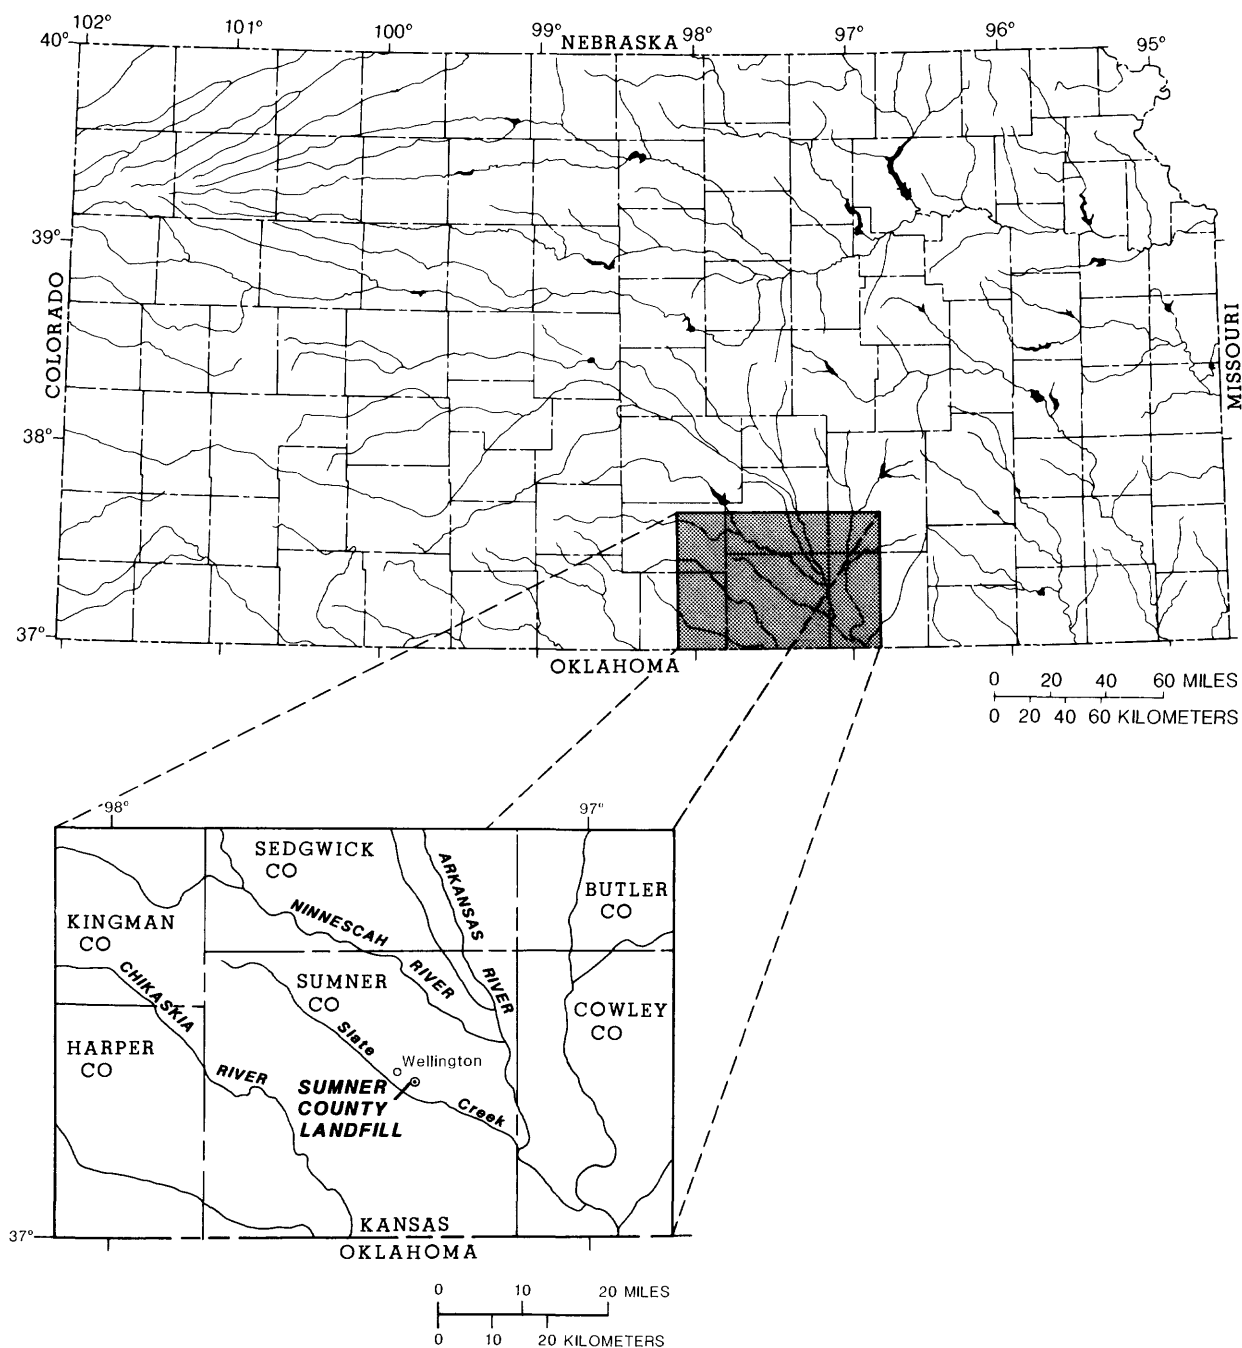 102° 101° 100° 99° 98° 97° 96° 95°
40°
NEBRASKA
39°
COLORADO
MISSOURI
38°
37°
OKLAHOMA
0 20 40 60 MILES
0 20 40 60 KILOMETERS
98° 97°
SEDGWICK
CO
ARKANSAS
RIVER
BUTLER
CO
KINGMAN
CO
NINNESCAH
RIVER
CHIKASKIA
RIVER
SUMNER
CO
COWLEY
CO
HARPER
CO
Slate
Creek
Wellington
SUMNER
COUNTY
LANDFILL
37°
KANSAS
OKLAHOMA
0 10 20 MILES
0 10 20 KILOMETERS